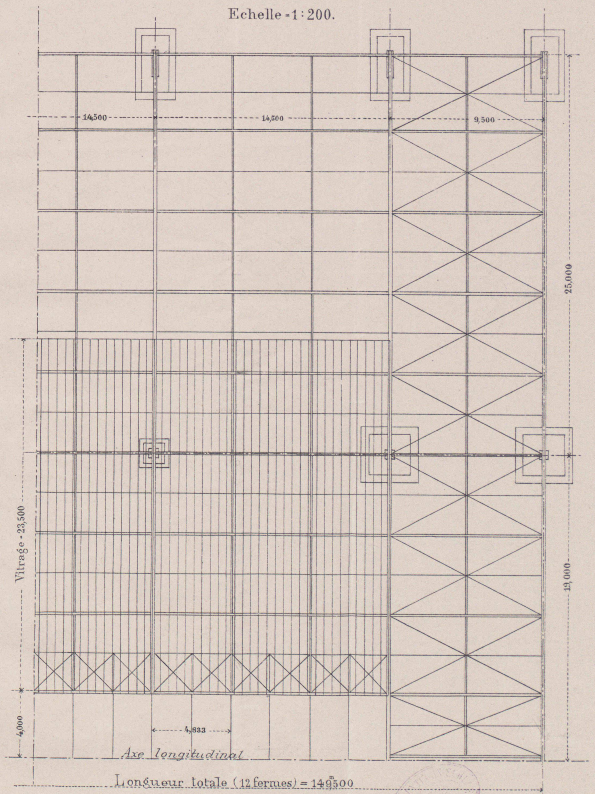 Echelle = 1:200.
14,500
14,500
9,500
25,000
Vitrage = 23,500
19,000
4,000
4,833
Axe longitudinal
Longueur totale (12 fermes) = 149m500